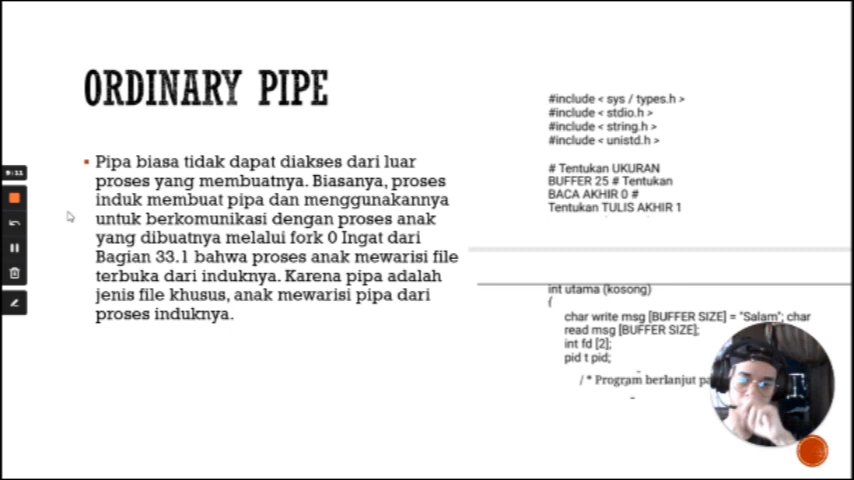 ORDINARY PIPE
Pipa biasa tidak dapat diakses dari luar
proses yang membuatnya. Biasanya, proses
induk membuat pipa dan menggunakannya
untuk berkomunikasi dengan proses anak
yang dibuatnya melalui fork 0 Ingat dari
Bagian 33.1 bahwa proses anak mewarisi file
terbuka dari induknya. Karena pipa adalah
jenis file khusus, anak mewarisi pipa dari
proses induknya.
#include < sys / types.h >
#include < stdio.h >
#include < string.h >
#include < unistd.h >
# Tentukan UKURAN
BUFFER 25 # Tentukan
BACA AKHIR 0 #
Tentukan TULIS AKHIR 1
int utama (kosong)
{
char write msg [BUFFER SIZE] = "Salam"; char
read msg [BUFFER SIZE];
int fd [2];
pid t pid;
/ * Program berlanjut
9:11